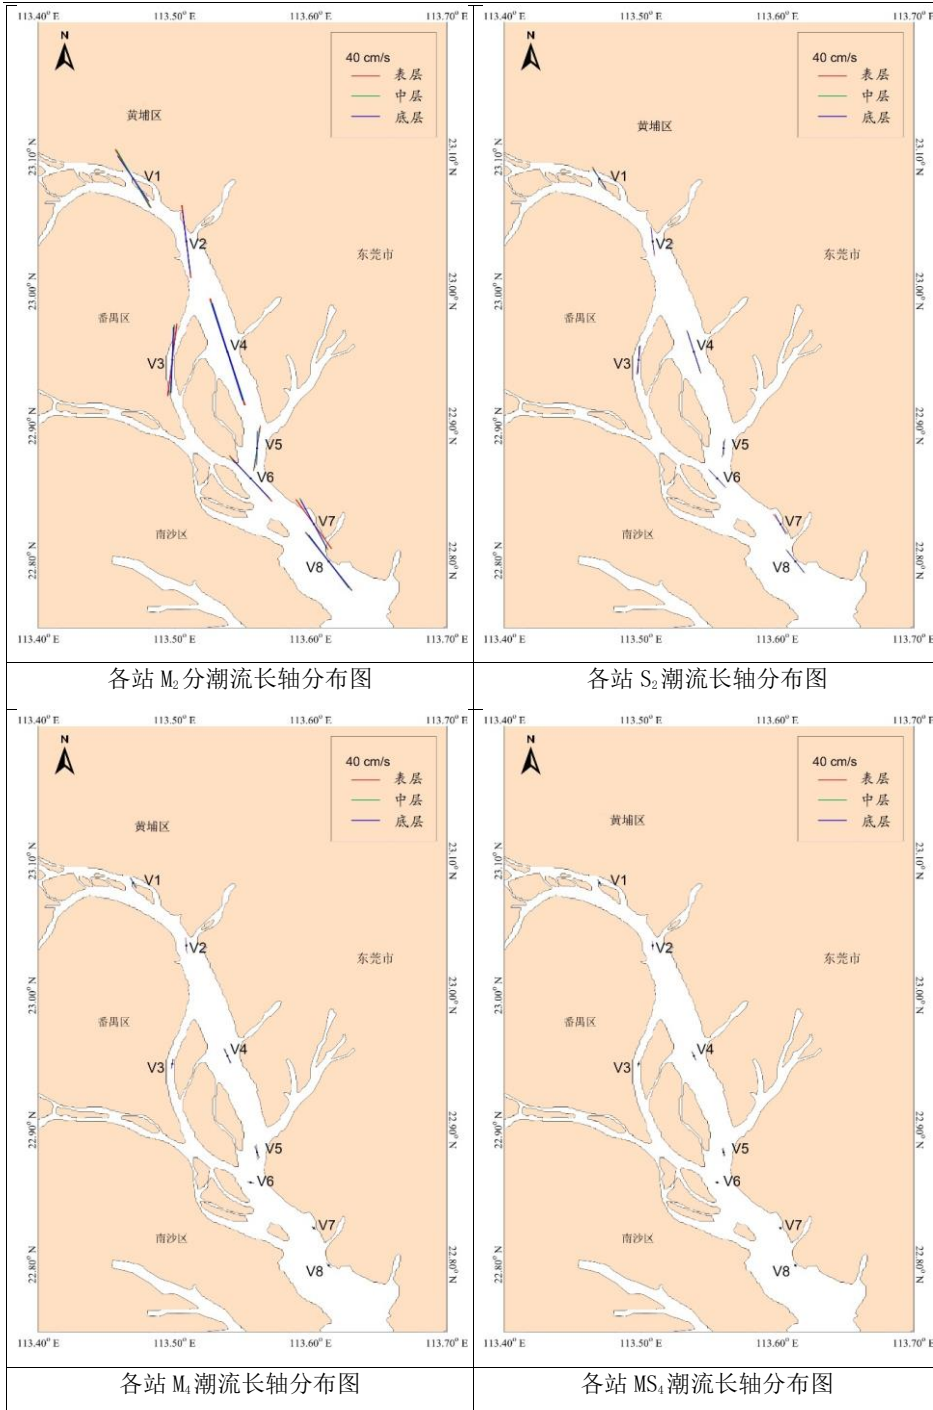 113.40° E 113.50° E 113.60° E 113.70° E
N
40 cm/s
表层
中层
底层
黄埔区
23.10° N 23.10° N
V1
V2
东莞市
23.00° N 23.00° N
番禺区
V4
V3
22.90° N 22.90° N
V5
V6
V7
南沙区
22.80° N 22.80° N
V8
113.40° E 113.50° E 113.60° E 113.70° E
各站 M₂分潮流长轴分布图
113.40° E 113.50° E 113.60° E 113.70° E
N
40 cm/s
表层
中层
底层
黄埔区
23.10° N
V1
V2
东莞市
23.00° N 23.00° N
番禺区
V4
V3
22.90° N 22.90° N
V5
V6
V7
南沙区
22.80° N 22.80° N
V8
113.40° E 113.50° E 113.60° E 113.70° E
各站 S₂潮流长轴分布图
113.40° E 113.50° E 113.60° E 113.70° E
N
40 cm/s
表层
中层
底层
黄埔区
23.10° N 23.10° N
V1
V2
东莞市
23.00° N 23.00° N
番禺区
V4
V3
22.90° N 22.90° N
V5
V6
V7
南沙区
22.80° N 22.80° N
V8
113.40° E 113.50° E 113.60° E 113.70° E
各站 M₄潮流长轴分布图
113.40° E 113.50° E 113.60° E 113.70° E
N
40 cm/s
表层
中层
底层
黄埔区
23.10° N 23.10° N
V1
V2
东莞市
23.00° N 23.00° N
番禺区
V4
V3
22.90° N 22.90° N
V5
V6
V7
南沙区
22.80° N 22.80° N
V8
113.40° E 113.50° E 113.60° E 113.70° E
各站 MS₄潮流长轴分布图